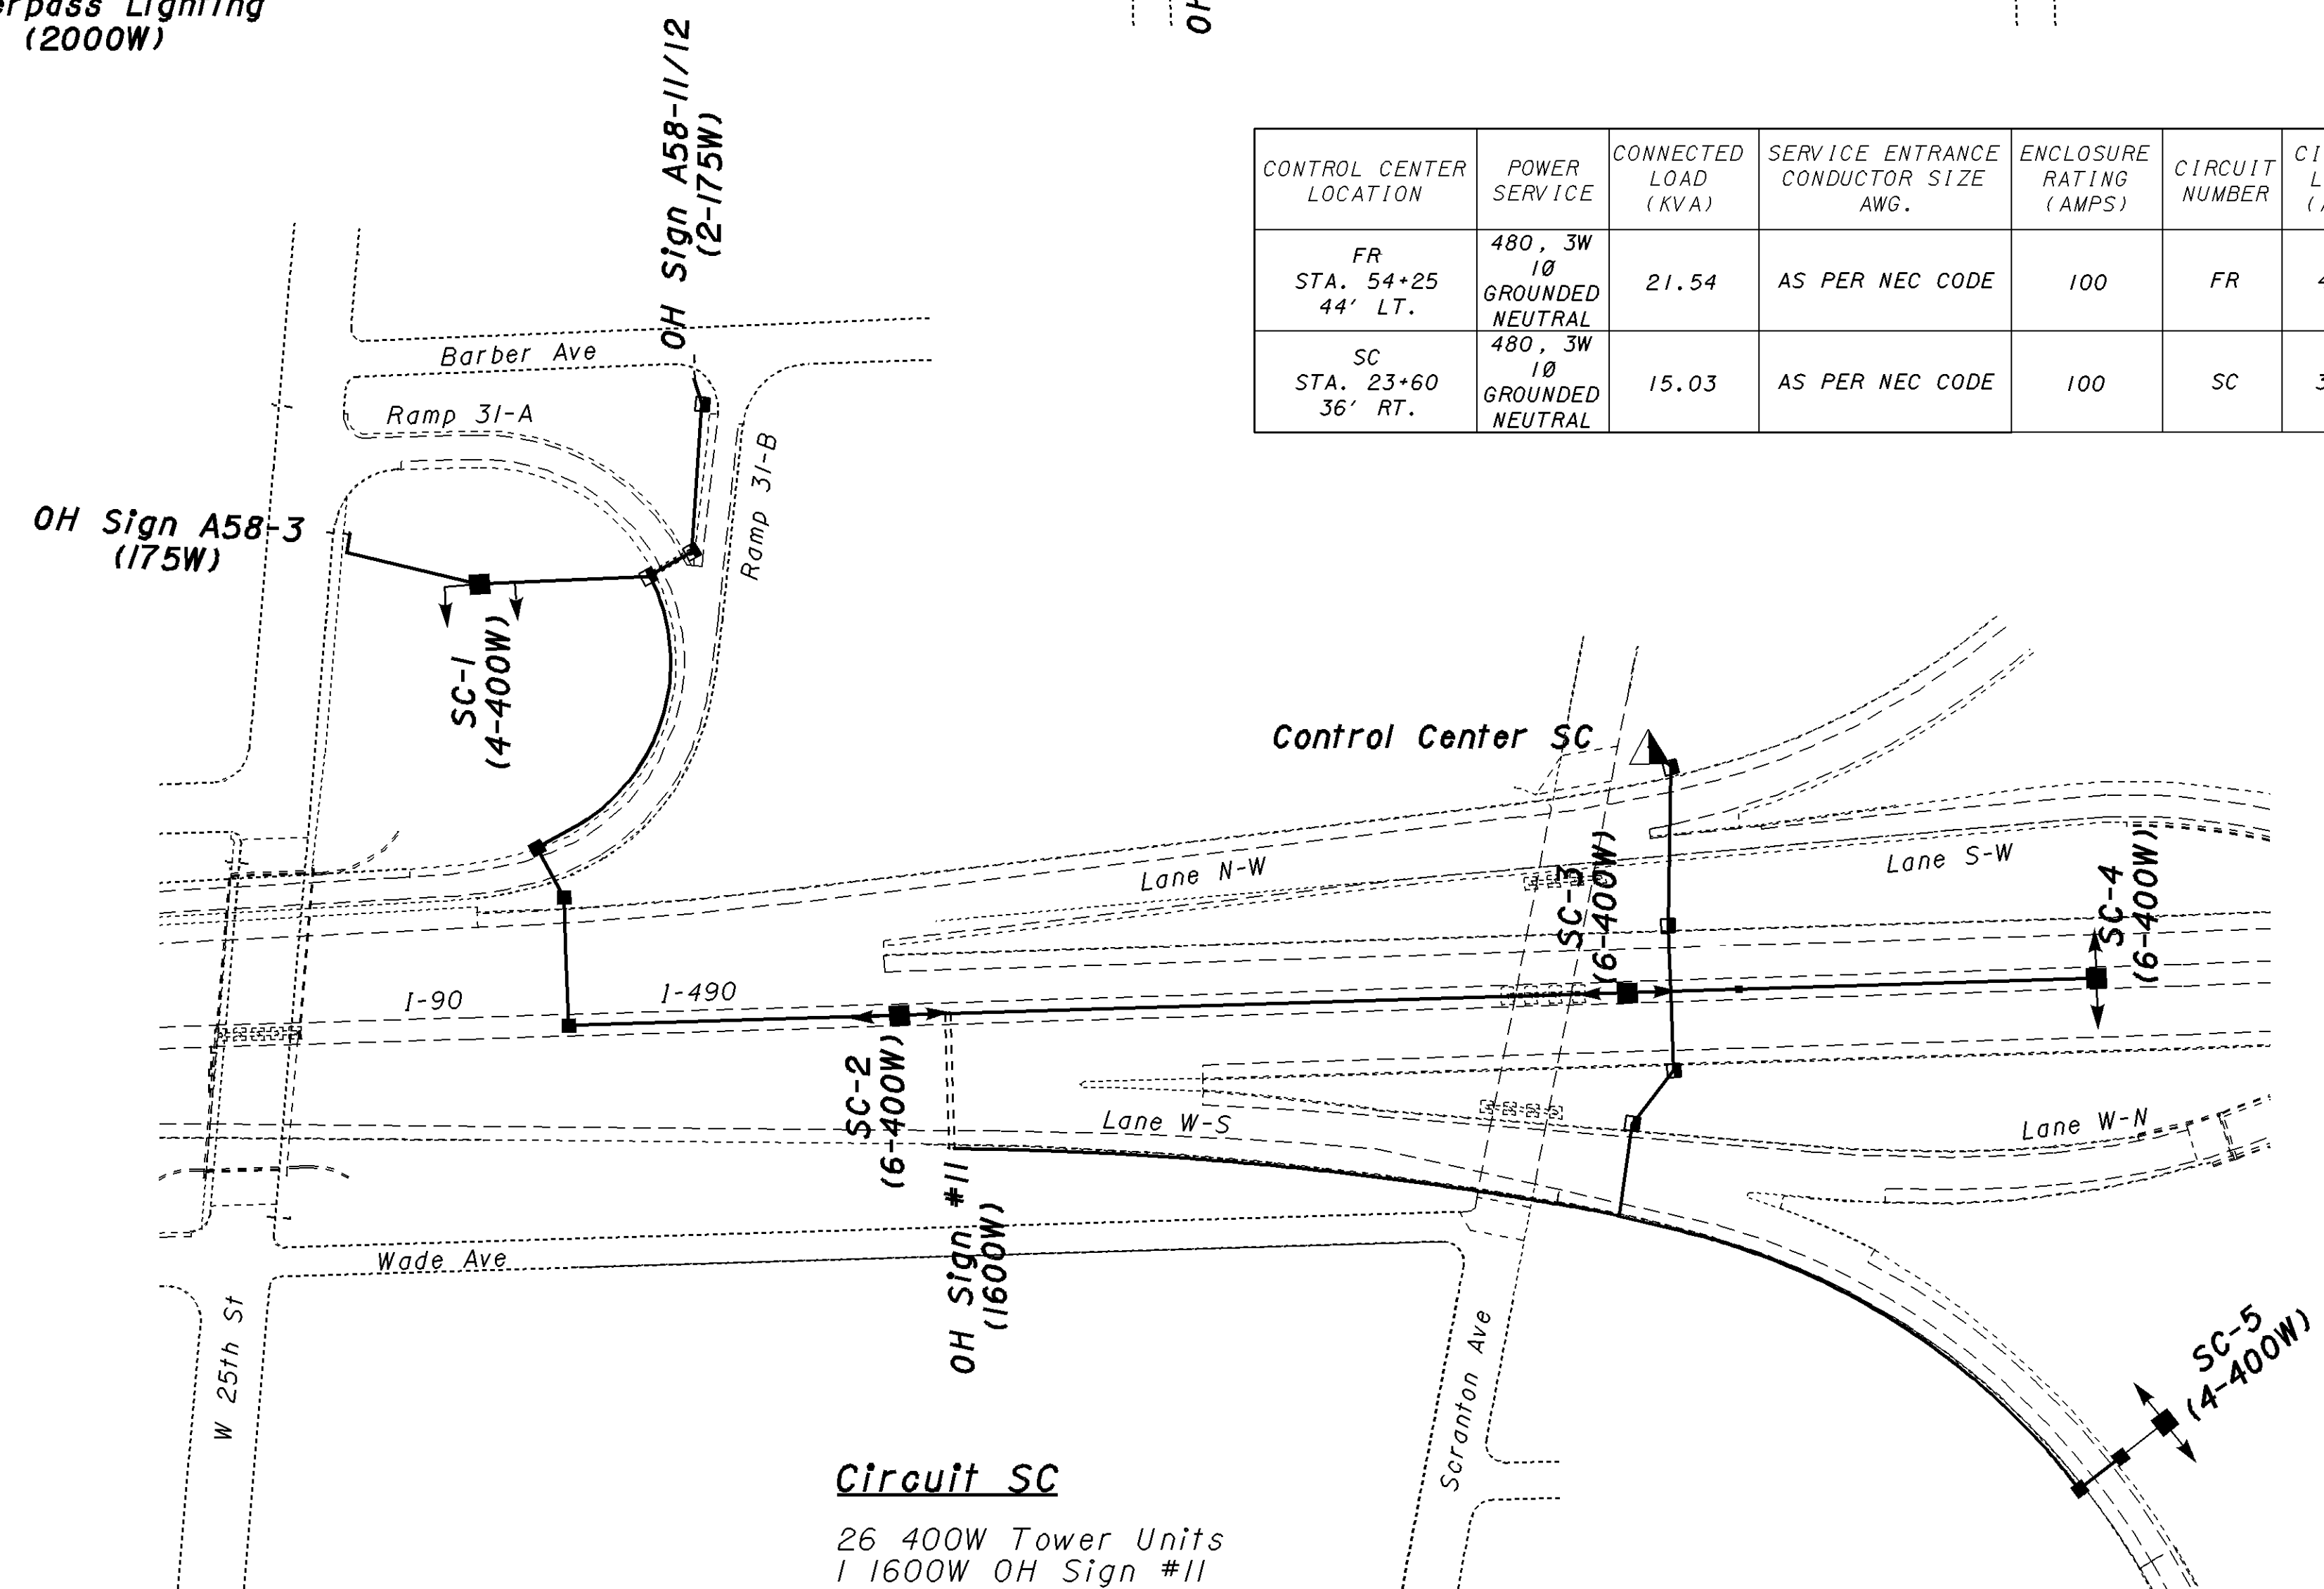 (2000W)
OH Sign A58-11/12
(2-175W)
CONTROL CENTER
LOCATION
POWER
SERVICE
CONNECTED
LOAD
(KVA)
SERVICE ENTRANCE
CONDUCTOR SIZE
AWG.
ENCLOSURE
RATING
(AMPS)
CIRCUIT
NUMBER
FR
STA. 54+25
44' LT.
480, 3W
1Ø
GROUNDED
NEUTRAL
21.54
AS PER NEC CODE
100
FR
SC
STA. 23+60
36' RT.
480, 3W
1Ø
GROUNDED
NEUTRAL
15.03
AS PER NEC CODE
100
SC
Barber Ave
Ramp 31-A
Ramp 31-B
OH Sign A58-3
(175W)
SC-1
(4-400W)
Control Center SC
Lane N-W
SC-3
(6-400W)
Lane S-W
SC-4
(6-400W)
I-90
I-490
SC-2
(6-400W)
Lane W-S
Lane W-N
OH Sign #11
(1600W)
Wade Ave
W 25th St
Scranton Ave
SC-5
(4-400W)
Circuit SC
26 400W Tower Units
1 1600W OH Sign #11